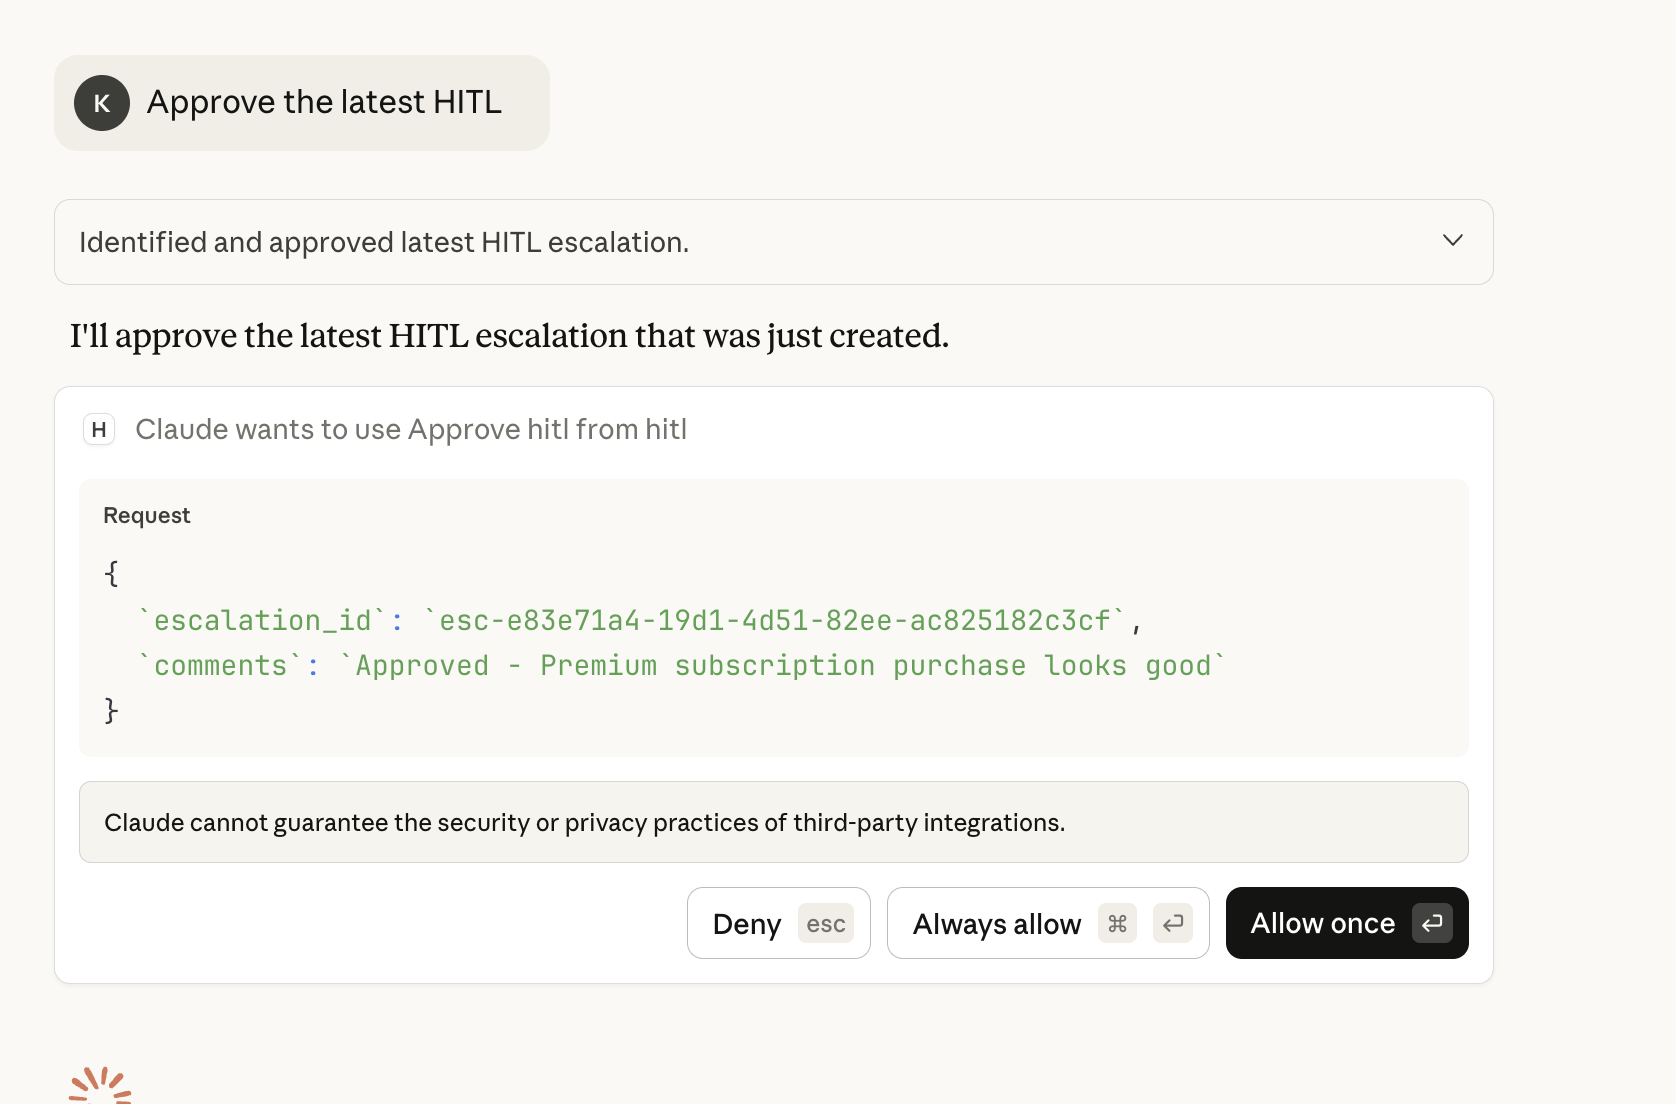 K
Approve the latest HITL
Identified and approved latest HITL escalation.
I'll approve the latest HITL escalation that was just created.
H
Claude wants to use Approve hitl from hitl
Request
{
`escalation_id`: `esc-e83e71a4-19d1-4d51-82ee-ac825182c3cf`,
`comments`: `Approved - Premium subscription purchase looks good`
}
Claude cannot guarantee the security or privacy practices of third-party integrations.
Deny esc
Always allow ⌘ ↵
Allow once ↵